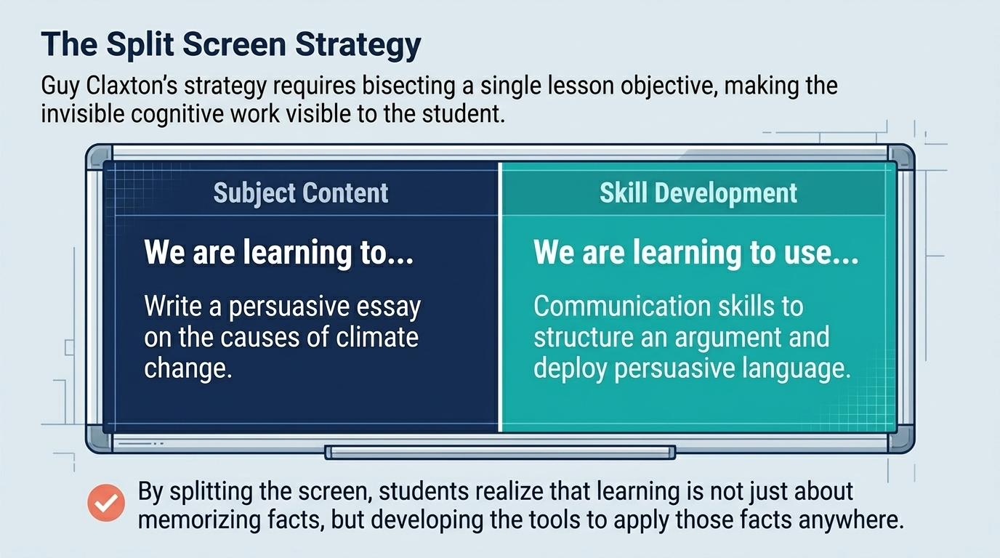 The Split Screen Strategy
Guy Claxton’s strategy requires bisecting a single lesson objective, making the
invisible cognitive work visible to the student.
Subject Content
We are learning to...
Write a persuasive essay
on the causes of climate
change.
Skill Development
We are learning to use...
Communication skills to
structure an argument and
deploy persuasive language.
By splitting the screen, students realize that learning is not just about
memorizing facts, but developing the tools to apply those facts anywhere.